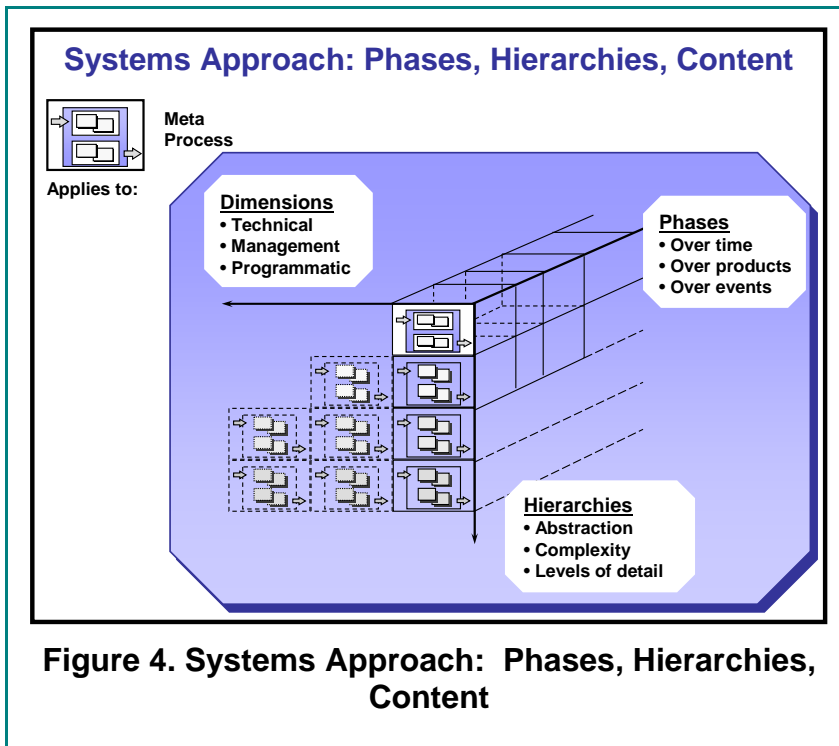 Systems Approach: Phases, Hierarchies, Content
Meta
Process
Applies to:
Dimensions
• Technical
• Management
• Programmatic
Phases
• Over time
• Over products
• Over events
Hierarchies
• Abstraction
• Complexity
• Levels of detail
Figure 4. Systems Approach:  Phases, Hierarchies,
Content